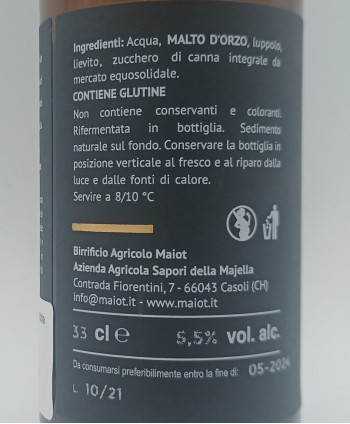 Ingredienti: Acqua, MALTO D'ORZO, luppolo,
lievito, zucchero di canna integrale da
mercato equosolidale.
CONTIENE GLUTINE
Non contiene conservanti e coloranti.
Rifermentata in bottiglia. Sedimento
naturale sul fondo. Conservare la bottiglia in
posizione verticale al fresco e al riparo dalla
luce e dalle fonti di calore.
Servire a 8/10 °C
Birrificio Agricolo Maiot
Azienda Agricola Sapori della Majella
Contrada Fiorentini, 7 - 66043 Casoli (CH)
info@maiot.it - www.maiot.it
33 cl e 5,5% vol. alc.
Da consumarsi preferibilmente entro la fine di: 05-2024
L 10/21